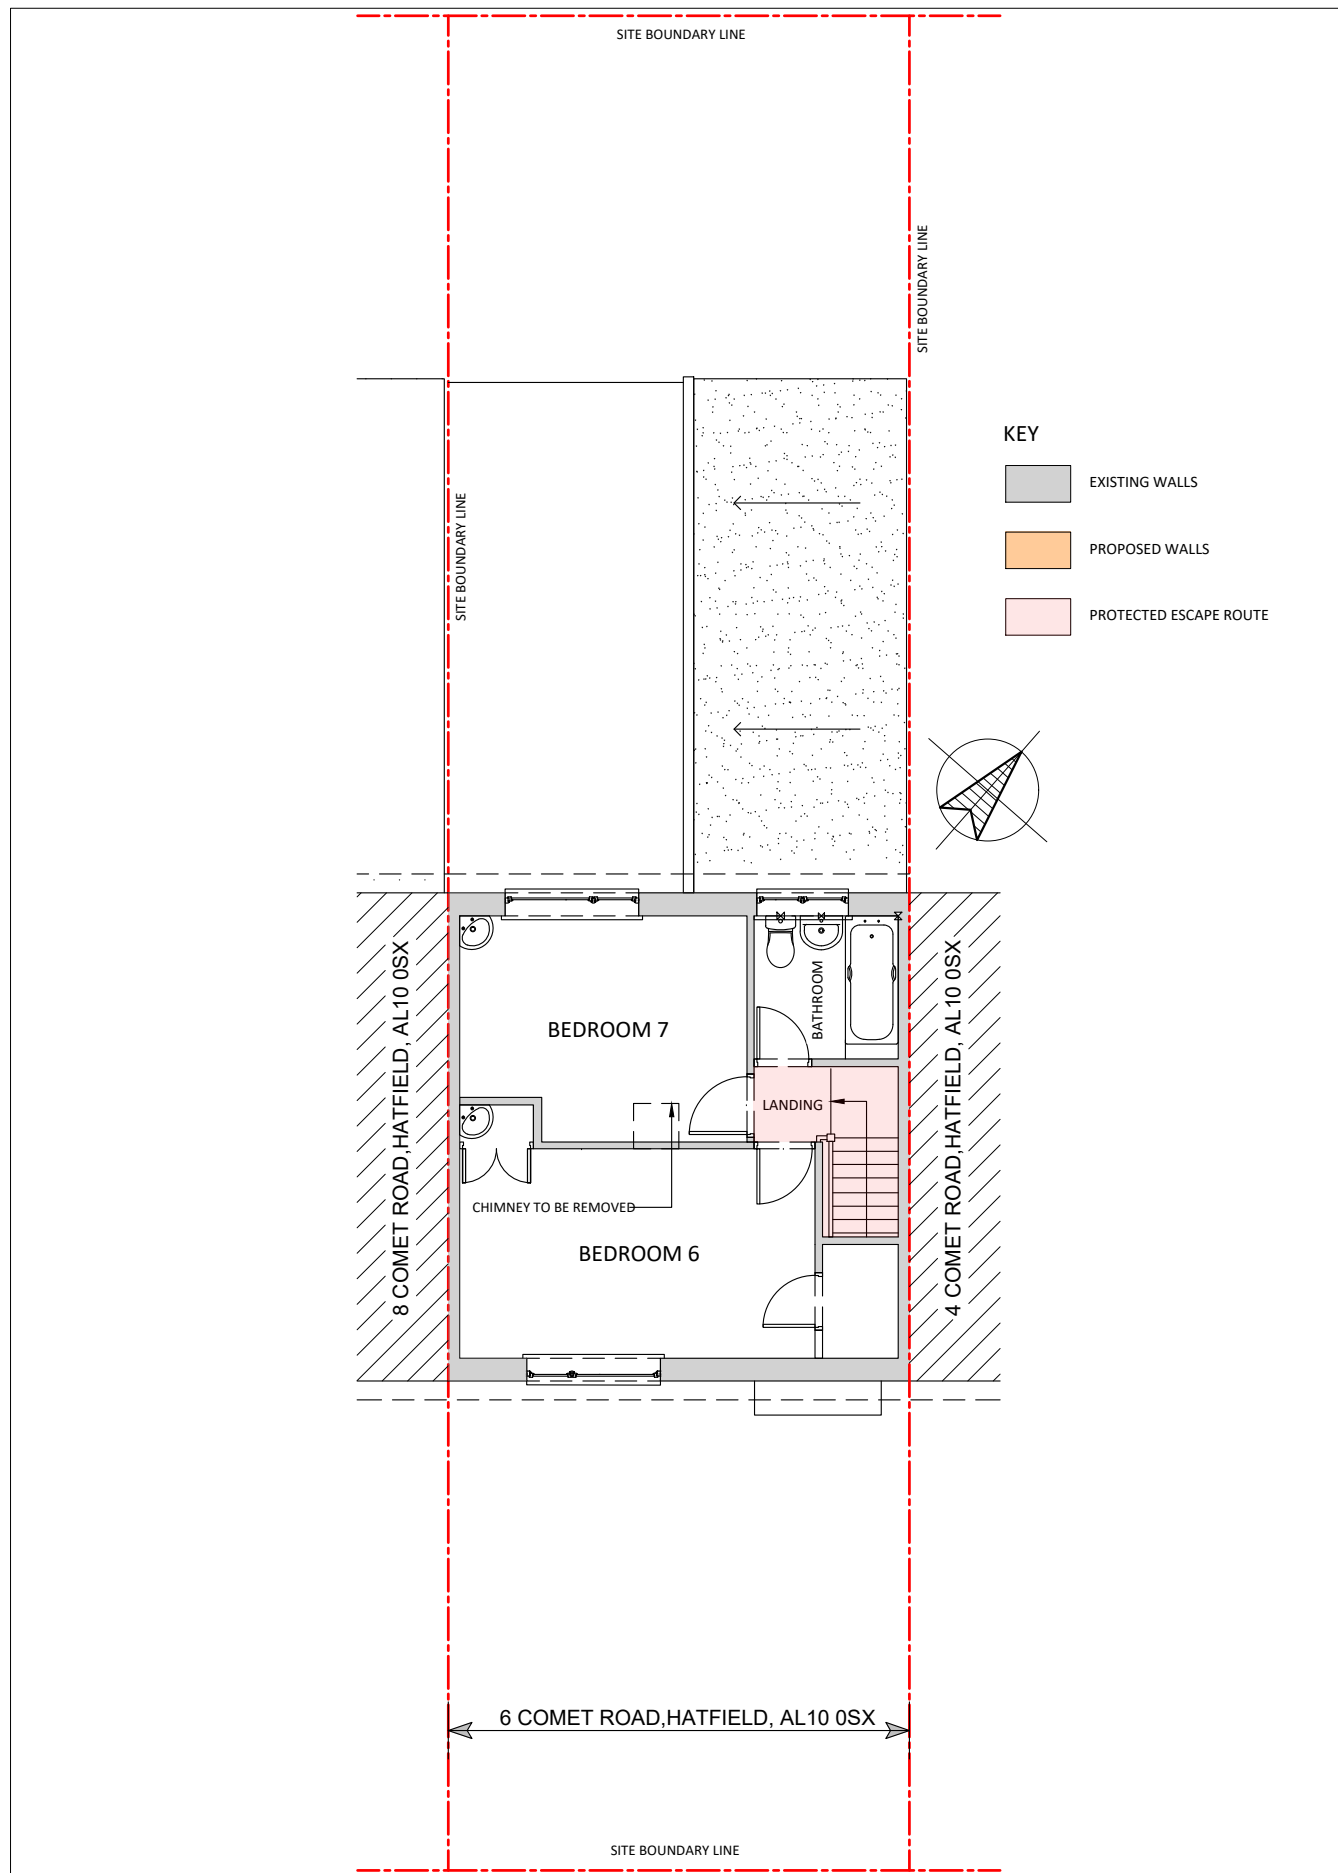 SITE BOUNDARY LINE
SITE BOUNDARY LINE
KEY
EXISTING WALLS
SITE BOUNDARY LINE
PROPOSED WALLS
PROTECTED ESCAPE ROUTE
8 COMET ROAD,HATFIELD, AL10 0SX
BEDROOM 7
BATHROOM
4 COMET ROAD,HATFIELD, AL10 0SX
LANDING
CHIMNEY TO BE REMOVED
BEDROOM 6
6 COMET ROAD,HATFIELD, AL10 0SX
SITE BOUNDARY LINE